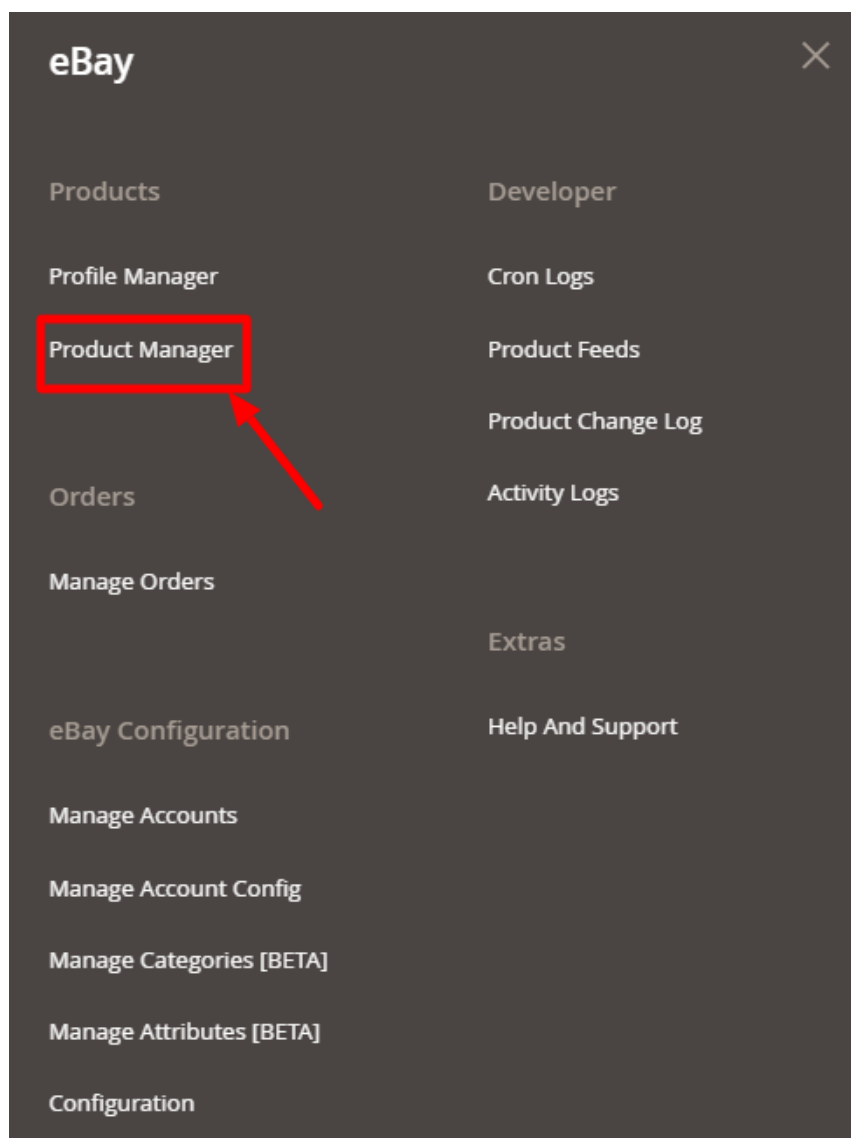 eBay
Products
Profile Manager
Product Manager
Orders
Manage Orders
eBay Configuration
Manage Accounts
Manage Account Config
Manage Categories [BETA]
Manage Attributes [BETA]
Configuration
Developer
Cron Logs
Product Feeds
Product Change Log
Activity Logs
Extras
Help And Support